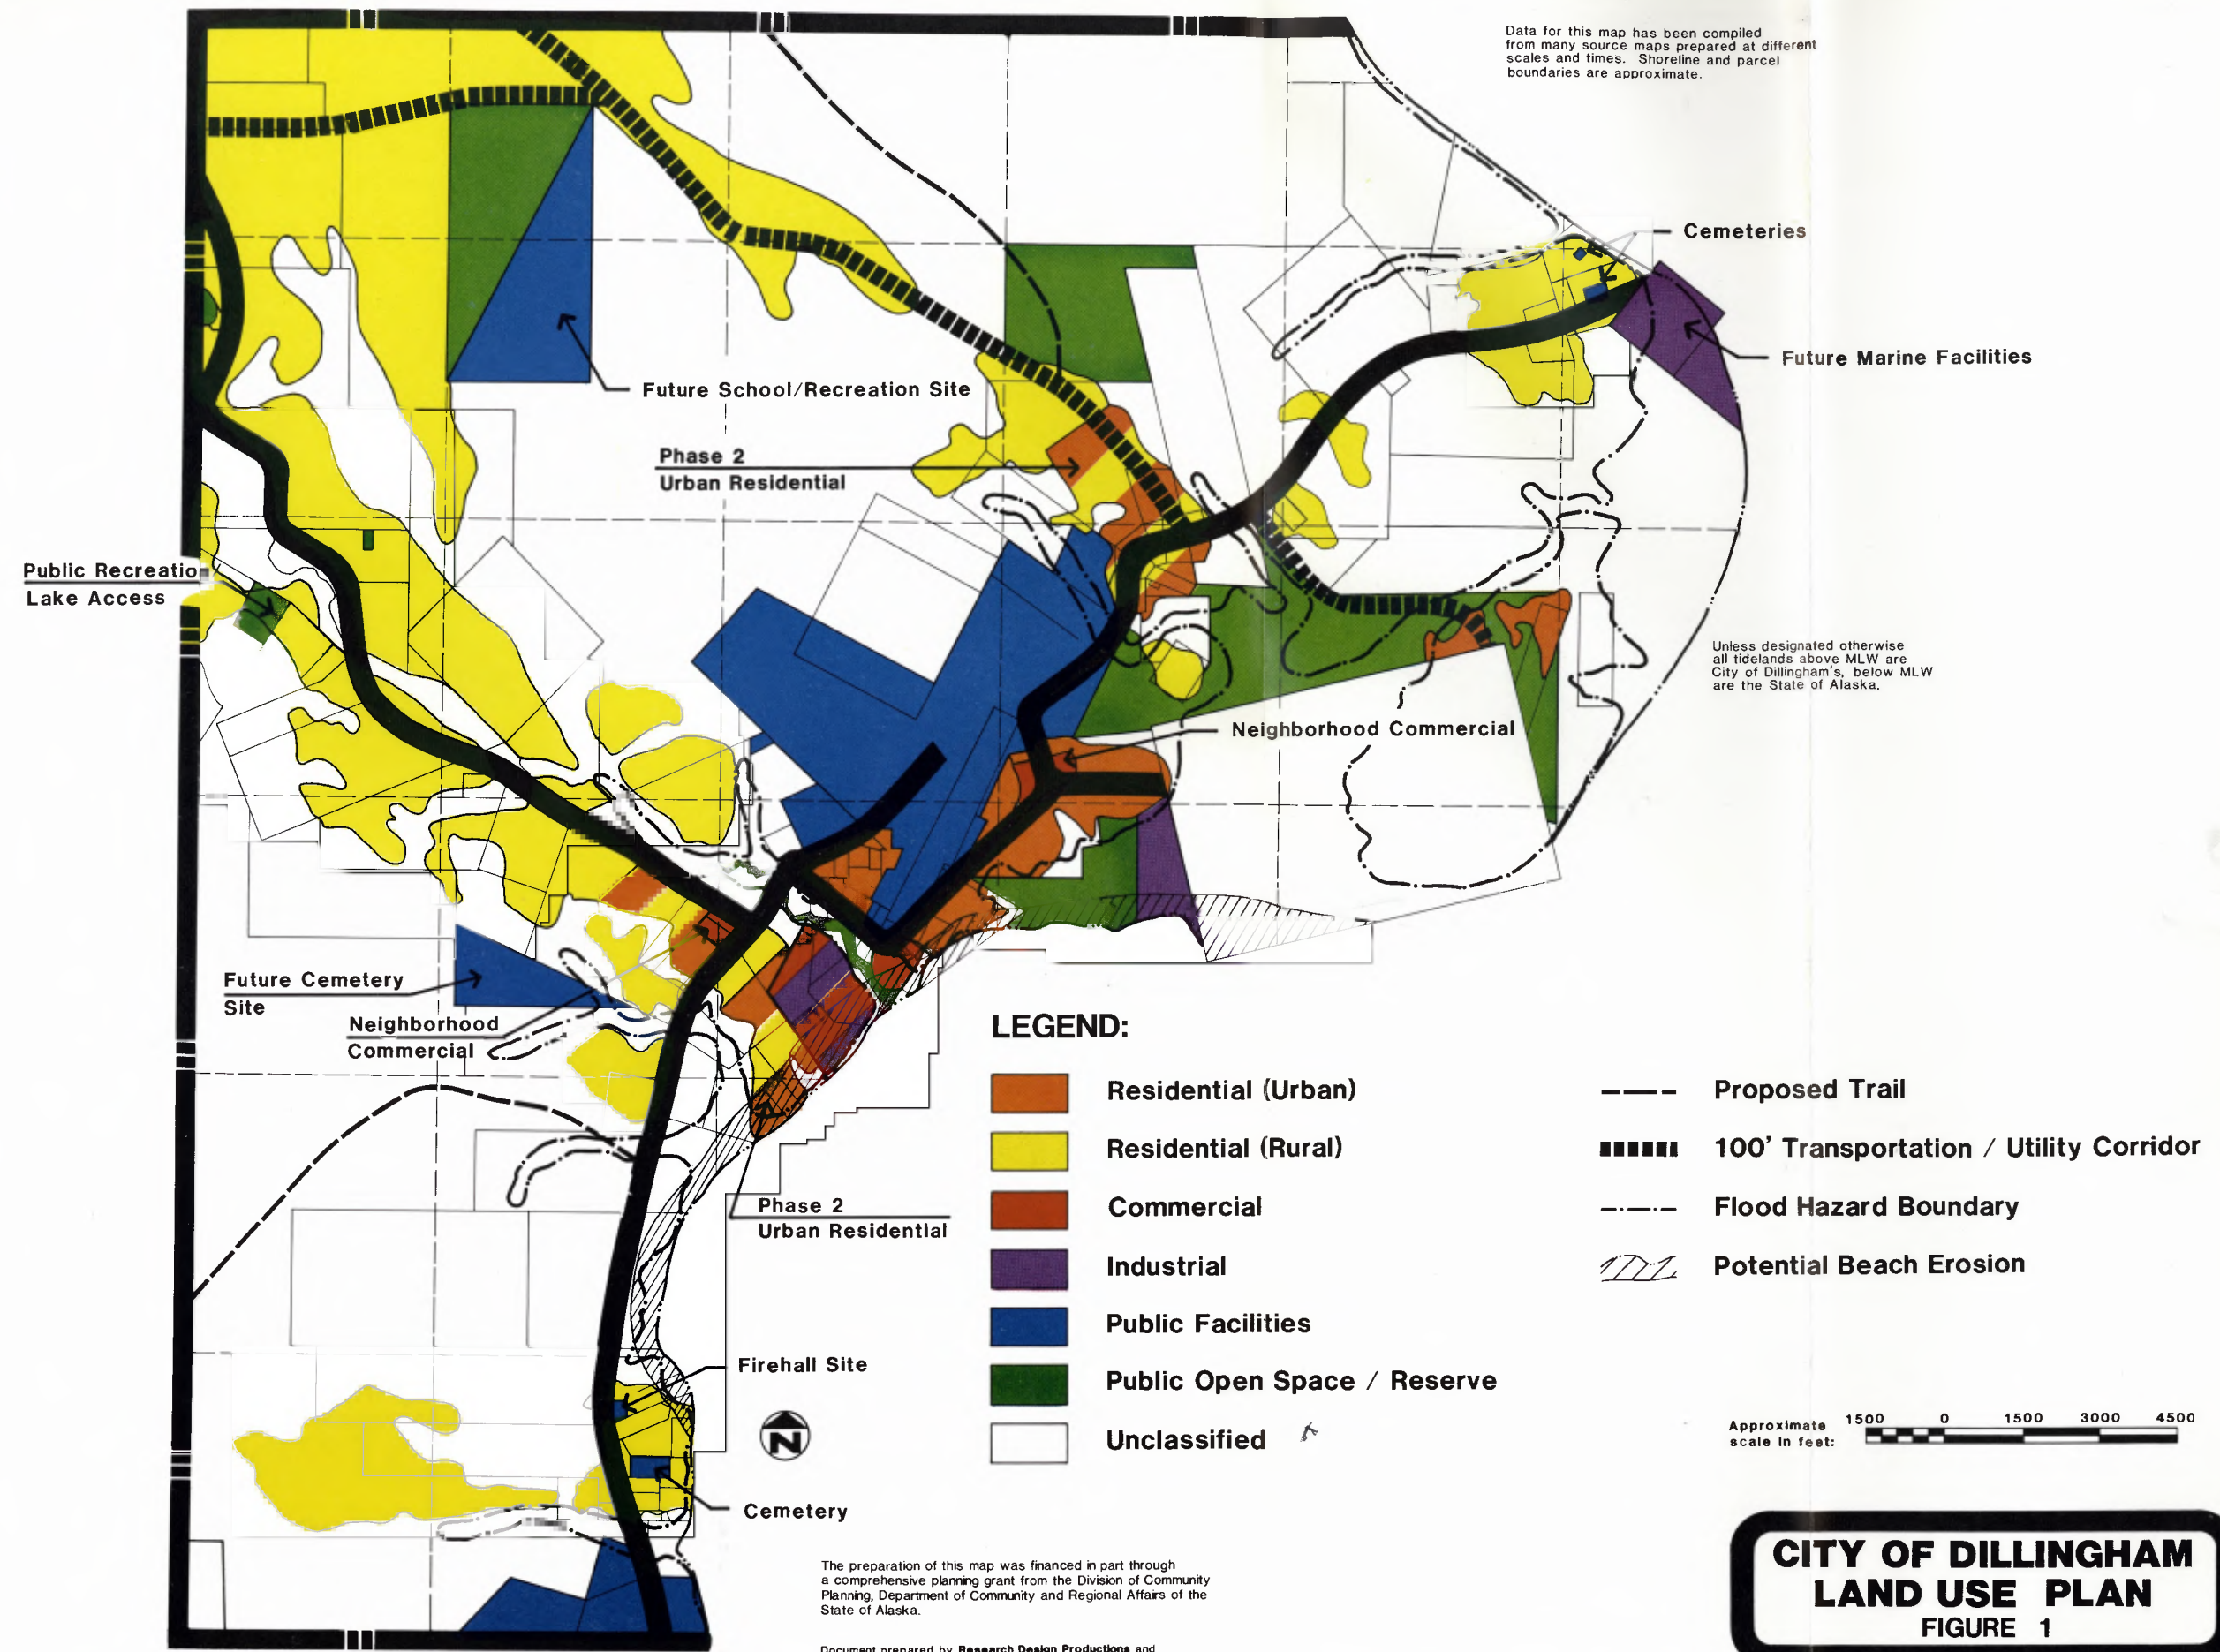 Data for this map has been compiled
from many source maps prepared at different
scales and times. Shoreline and parcel
boundaries are approximate.
Cemeteries
Future Marine Facilities
Future School/Recreation Site
Phase 2
Urban Residential
Public Recreation
Lake Access
Unless designated otherwise
all tidelands above MLW are
City of Dillingham's, below MLW
are the State of Alaska.
Neighborhood Commercial
Future Cemetery
Site
Neighborhood
Commercial
Phase 2
Urban Residential
Firehall Site
Cemetery
N
LEGEND:
Residential (Urban)
Residential (Rural)
Commercial
Industrial
Public Facilities
Public Open Space / Reserve
Unclassified
Proposed Trail
100' Transportation / Utility Corridor
Flood Hazard Boundary
Potential Beach Erosion
Approximate
scale in feet:
1500 0 1500 3000 4500
The preparation of this map was financed in part through
a comprehensive planning grant from the Division of Community
Planning, Department of Community and Regional Affairs of the
State of Alaska.
Document prepared by Research Design Productions and
CITY OF DILLINGHAM
LAND USE PLAN
FIGURE 1